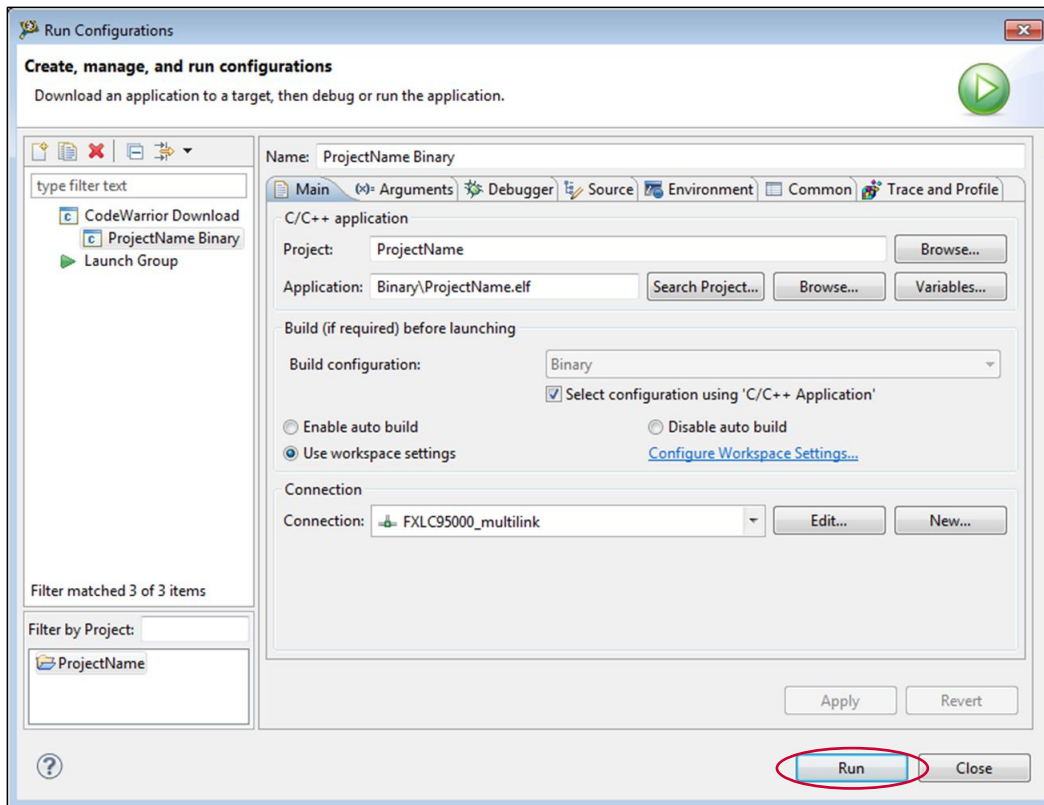 Run Configurations
Create, manage, and run configurations
Download an application to a target, then debug or run the application.
type filter text
CodeWarrior Download
ProjectName Binary
Launch Group
Filter matched 3 of 3 items
Filter by Project:
ProjectName
Name: ProjectName Binary
Main (x)= Arguments Debugger Source Environment Common Trace and Profile
C/C++ application
Project: ProjectName Browse...
Application: Binary\ProjectName.elf Search Project... Browse... Variables...
Build (if required) before launching
Build configuration: Binary
Select configuration using 'C/C++ Application'
Enable auto build Disable auto build
Use workspace settings Configure Workspace Settings...
Connection
Connection: FXLC95000_multilink Edit... New...
Apply Revert
? Run Close